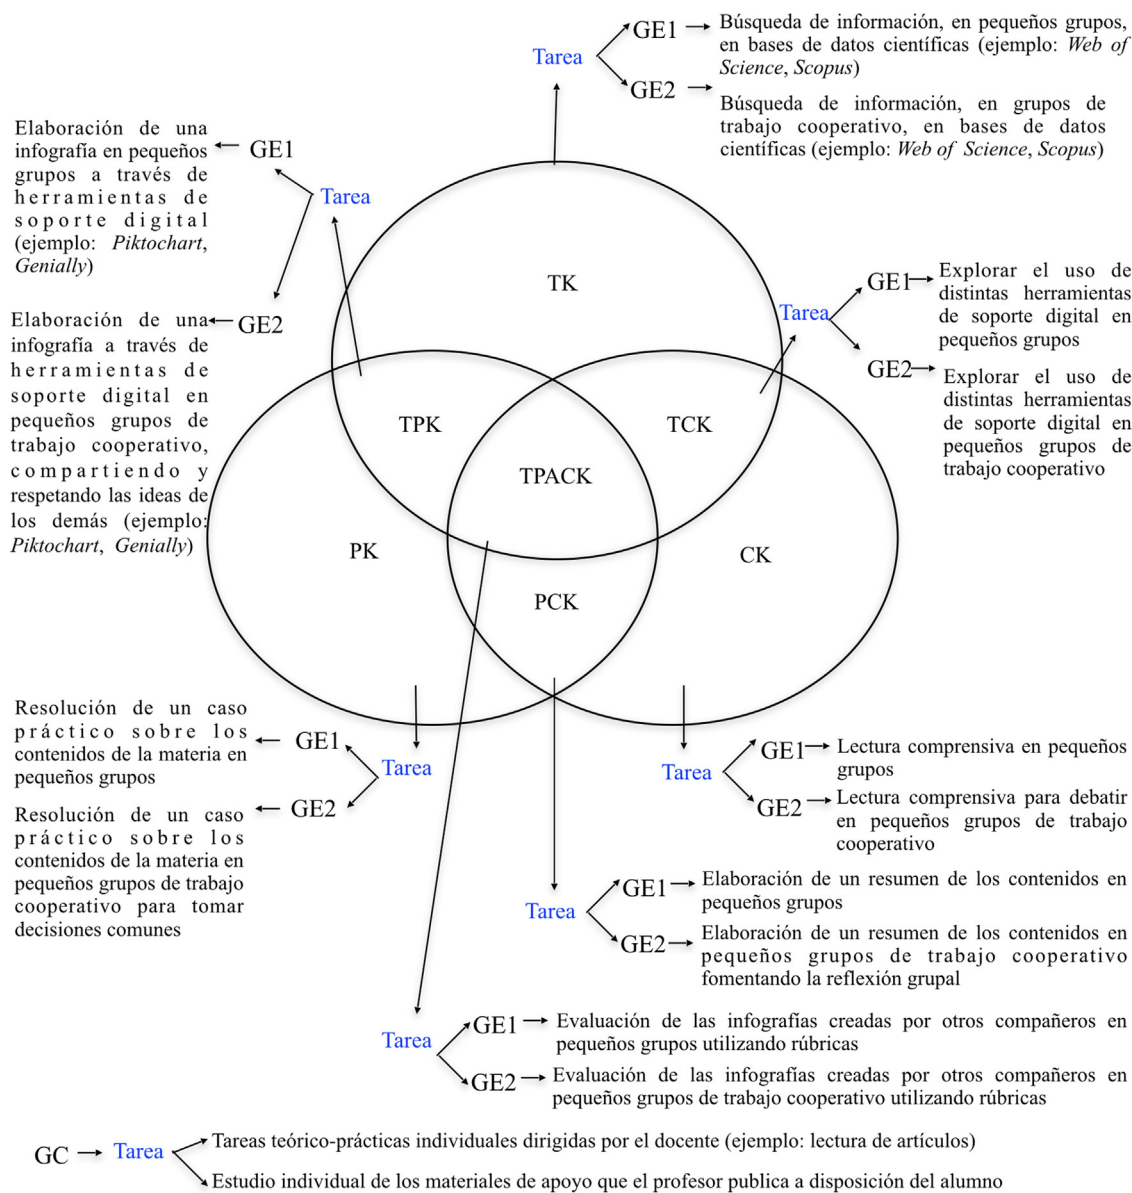 GE1
Búsqueda de información, en pequeños grupos,
en bases de datos científicas (ejemplo: Web of
Science, Scopus)
Tarea
GE2
Búsqueda de información, en grupos de
trabajo cooperativo, en bases de datos
científicas (ejemplo: Web of Science, Scopus)
Elaboración de una
infografía en pequeños
grupos a través de
herramientas de
soporte digital
(ejemplo: Piktochart,
Genially)
GE1
Tarea
GE2
Elaboración de una
infografía a través de
herramientas de
soporte digital en
pequeños grupos de
trabajo cooperativo,
compartiendo y
respetando las ideas de
los demás (ejemplo:
Piktochart, Genially)
TK
Tarea
GE1
Explorar el uso de
distintas herramientas
de soporte digital en
pequeños grupos
GE2
Explorar el uso de
distintas herramientas
de soporte digital en
pequeños grupos de
trabajo cooperativo
TPK
TCK
TPACK
PK
CK
PCK
Resolución de un caso
práctico sobre los
contenidos de la materia en
pequeños grupos
GE1
Tarea
GE2
Resolución de un caso
práctico sobre los
contenidos de la materia en
pequeños grupos de trabajo
cooperativo para tomar
decisiones comunes
Tarea
GE1
Lectura comprensiva en pequeños
grupos
GE2
Lectura comprensiva para debatir
en pequeños grupos de trabajo
cooperativo
Tarea
GE1
Elaboración de un resumen de los contenidos en
pequeños grupos
GE2
Elaboración de un resumen de los contenidos en
pequeños grupos de trabajo cooperativo
fomentando la reflexión grupal
Tarea
GE1
Evaluación de las infografías creadas por otros compañeros en
pequeños grupos utilizando rúbricas
GE2
Evaluación de las infografías creadas por otros compañeros en
pequeños grupos de trabajo cooperativo utilizando rúbricas
GC
Tarea
Tareas teórico-prácticas individuales dirigidas por el docente (ejemplo: lectura de artículos)
Estudio individual de los materiales de apoyo que el profesor publica a disposición del alumno